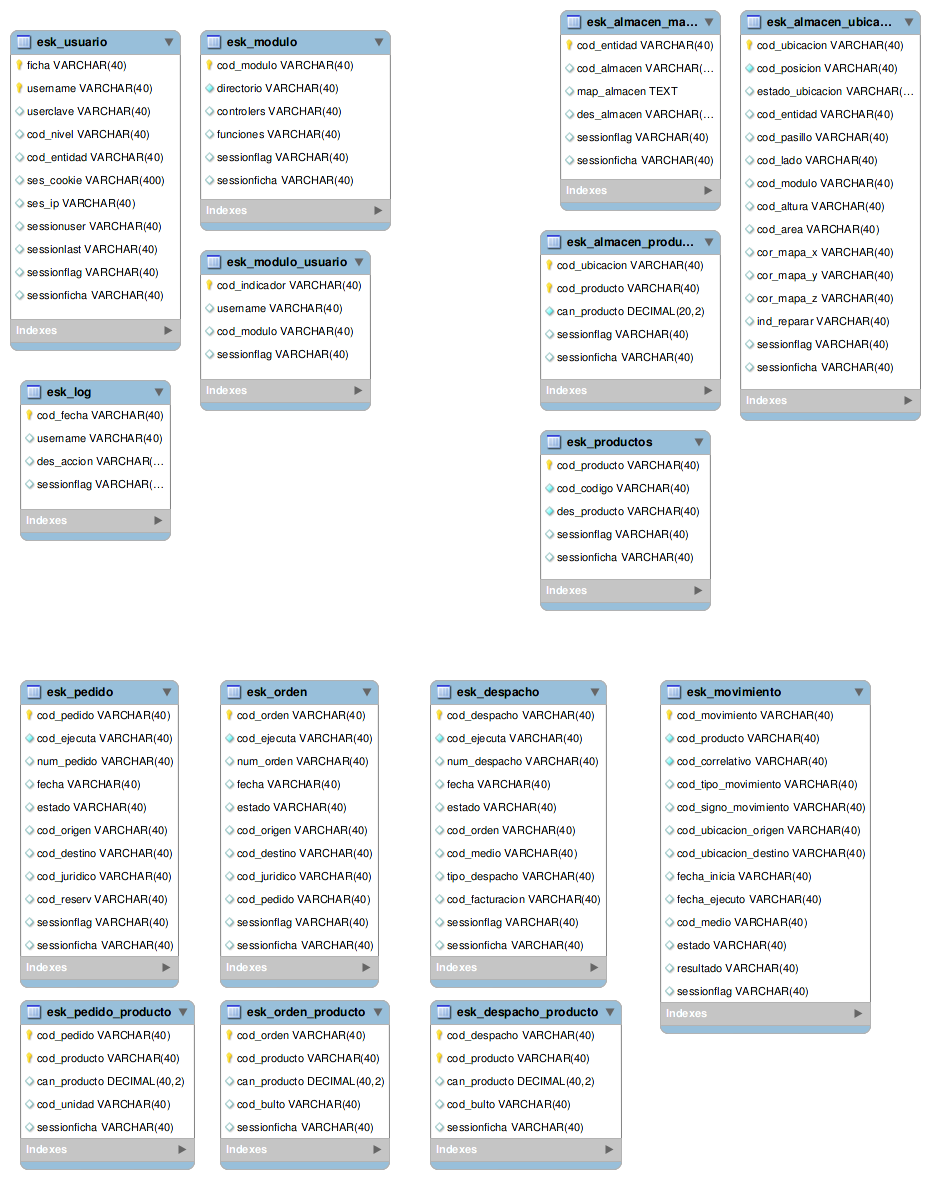 esk_usuario
ficha VARCHAR(40)
username VARCHAR(40)
userclave VARCHAR(40)
cod_nivel VARCHAR(40)
cod_entidad VARCHAR(40)
ses_cookie VARCHAR(400)
ses_ip VARCHAR(40)
sessionuser VARCHAR(40)
sessionlast VARCHAR(40)
sessionflag VARCHAR(40)
sessionficha VARCHAR(40)
Indexes
esk_modulo
cod_modulo VARCHAR(40)
directorio VARCHAR(40)
controlers VARCHAR(40)
funciones VARCHAR(40)
sessionflag VARCHAR(40)
sessionficha VARCHAR(40)
Indexes
esk_modulo_usuario
cod_indicador VARCHAR(40)
username VARCHAR(40)
cod_modulo VARCHAR(40)
sessionflag VARCHAR(40)
Indexes
esk_log
cod_fecha VARCHAR(40)
username VARCHAR(40)
des_accion VARCHAR(...
sessionflag VARCHAR(...
Indexes
esk_almacen_ma...
cod_entidad VARCHAR(40)
cod_almacen VARCHAR(...
map_almacen TEXT
des_almacen VARCHAR(...
sessionflag VARCHAR(40)
sessionficha VARCHAR(40)
Indexes
esk_almacen_ubica...
cod_ubicacion VARCHAR(40)
cod_posicion VARCHAR(40)
estado_ubicacion VARCHAR(...
cod_entidad VARCHAR(40)
cod_pasillo VARCHAR(40)
cod_lado VARCHAR(40)
cod_modulo VARCHAR(40)
cod_altura VARCHAR(40)
cod_area VARCHAR(40)
cor_mapa_x VARCHAR(40)
cor_mapa_y VARCHAR(40)
cor_mapa_z VARCHAR(40)
ind_reparar VARCHAR(40)
sessionflag VARCHAR(40)
sessionficha VARCHAR(40)
Indexes
esk_almacen_produ...
cod_ubicacion VARCHAR(40)
cod_producto VARCHAR(40)
can_producto DECIMAL(20,2)
sessionflag VARCHAR(40)
sessionficha VARCHAR(40)
Indexes
esk_productos
cod_producto VARCHAR(40)
cod_codigo VARCHAR(40)
des_producto VARCHAR(40)
sessionflag VARCHAR(40)
sessionficha VARCHAR(40)
Indexes
esk_pedido
cod_pedido VARCHAR(40)
cod_ejecuta VARCHAR(40)
num_pedido VARCHAR(40)
fecha VARCHAR(40)
estado VARCHAR(40)
cod_origen VARCHAR(40)
cod_destino VARCHAR(40)
cod_juridico VARCHAR(40)
cod_reserv VARCHAR(40)
sessionflag VARCHAR(40)
sessionficha VARCHAR(40)
Indexes
esk_orden
cod_orden VARCHAR(40)
cod_ejecuta VARCHAR(40)
num_orden VARCHAR(40)
fecha VARCHAR(40)
estado VARCHAR(40)
cod_origen VARCHAR(40)
cod_destino VARCHAR(40)
cod_juridico VARCHAR(40)
cod_pedido VARCHAR(40)
sessionflag VARCHAR(40)
sessionficha VARCHAR(40)
Indexes
esk_despacho
cod_despacho VARCHAR(40)
cod_ejecuta VARCHAR(40)
num_despacho VARCHAR(40)
fecha VARCHAR(40)
estado VARCHAR(40)
cod_orden VARCHAR(40)
cod_medio VARCHAR(40)
tipo_despacho VARCHAR(40)
cod_facturacion VARCHAR(40)
sessionflag VARCHAR(40)
sessionficha VARCHAR(40)
Indexes
esk_movimiento
cod_movimiento VARCHAR(40)
cod_producto VARCHAR(40)
cod_correlativo VARCHAR(40)
cod_tipo_movimiento VARCHAR(40)
cod_signo_movimiento VARCHAR(40)
cod_ubicacion_origen VARCHAR(40)
cod_ubicacion_destino VARCHAR(40)
fecha_inicia VARCHAR(40)
fecha_ejecuto VARCHAR(40)
cod_medio VARCHAR(40)
estado VARCHAR(40)
resultado VARCHAR(40)
sessionflag VARCHAR(40)
Indexes
esk_pedido_producto
cod_pedido VARCHAR(40)
cod_producto VARCHAR(40)
can_producto DECIMAL(40,2)
cod_unidad VARCHAR(40)
sessionficha VARCHAR(40)
Indexes
esk_orden_producto
cod_orden VARCHAR(40)
cod_producto VARCHAR(40)
can_producto DECIMAL(40,2)
cod_bulto VARCHAR(40)
sessionficha VARCHAR(40)
Indexes
esk_despacho_producto
cod_despacho VARCHAR(40)
cod_producto VARCHAR(40)
can_producto DECIMAL(40,2)
cod_bulto VARCHAR(40)
sessionficha VARCHAR(40)
Indexes